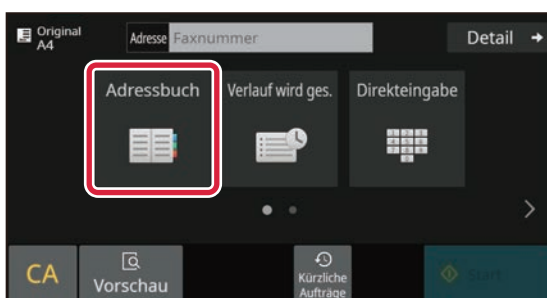 Original
A4
Adresse Faxnummer
Detail
Adressbuch
Verlauf wird ges.
Direkteingabe
CA
Vorschau
Kürzliche
Aufträge
Start